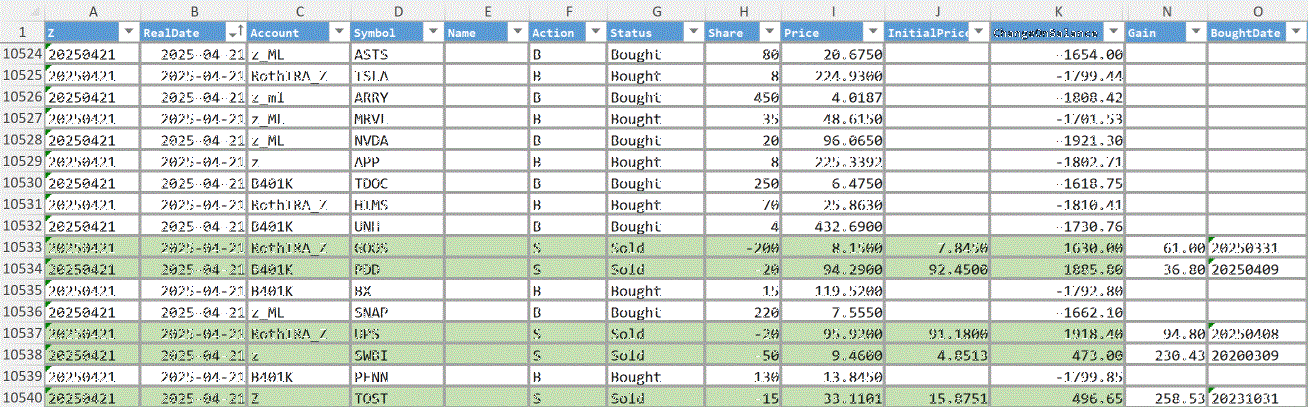 A B C D E F G H I J K N O
1 Z RealDate Account Symbol Name Action Status Share Price InitialPrice ChangeOnBalance Gain BoughtDate
10524 20250421 2025-04-21 z_ML ASTS B Bought 80 20.6750 -1654.00
10525 20250421 2025-04-21 RothIRA_Z TSLA B Bought 8 224.9300 -1799.44
10526 20250421 2025-04-21 z_ml ARRY B Bought 450 4.0187 -1808.42
10527 20250421 2025-04-21 z_ML MRVL B Bought 35 48.6150 -1701.53
10528 20250421 2025-04-21 z_ML NVDA B Bought 20 96.0650 -1921.30
10529 20250421 2025-04-21 z APP B Bought 8 225.3392 -1802.71
10530 20250421 2025-04-21 B401K TDOC B Bought 250 6.4750 -1618.75
10531 20250421 2025-04-21 RothIRA_Z HIMS B Bought 70 25.8630 -1810.41
10532 20250421 2025-04-21 B401K UNH B Bought 4 432.6900 -1730.76
10533 20250421 2025-04-21 RothIRA_Z GOOS S Sold -200 8.1500 7.8450 1630.00 61.00 20250331
10534 20250421 2025-04-21 B401K PDD S Sold 20 94.2900 92.4500 1885.80 36.80 20250409
10535 20250421 2025-04-21 B401K BX B Bought 15 119.5200 -1792.80
10536 20250421 2025-04-21 z_ML SNAP B Bought 220 7.5550 -1662.10
10537 20250421 2025-04-21 RothIRA_Z UPS S Sold -20 95.9200 91.1800 1918.40 94.80 20250408
10538 20250421 2025-04-21 z SWBI S Sold 50 9.4600 4.8513 473.00 230.43 20200309
10539 20250421 2025-04-21 B401K PENN B Bought 130 13.8450 -1799.85
10540 20250421 2025-04-21 Z TOST S Sold -15 33.1101 15.8751 496.65 258.53 20231031